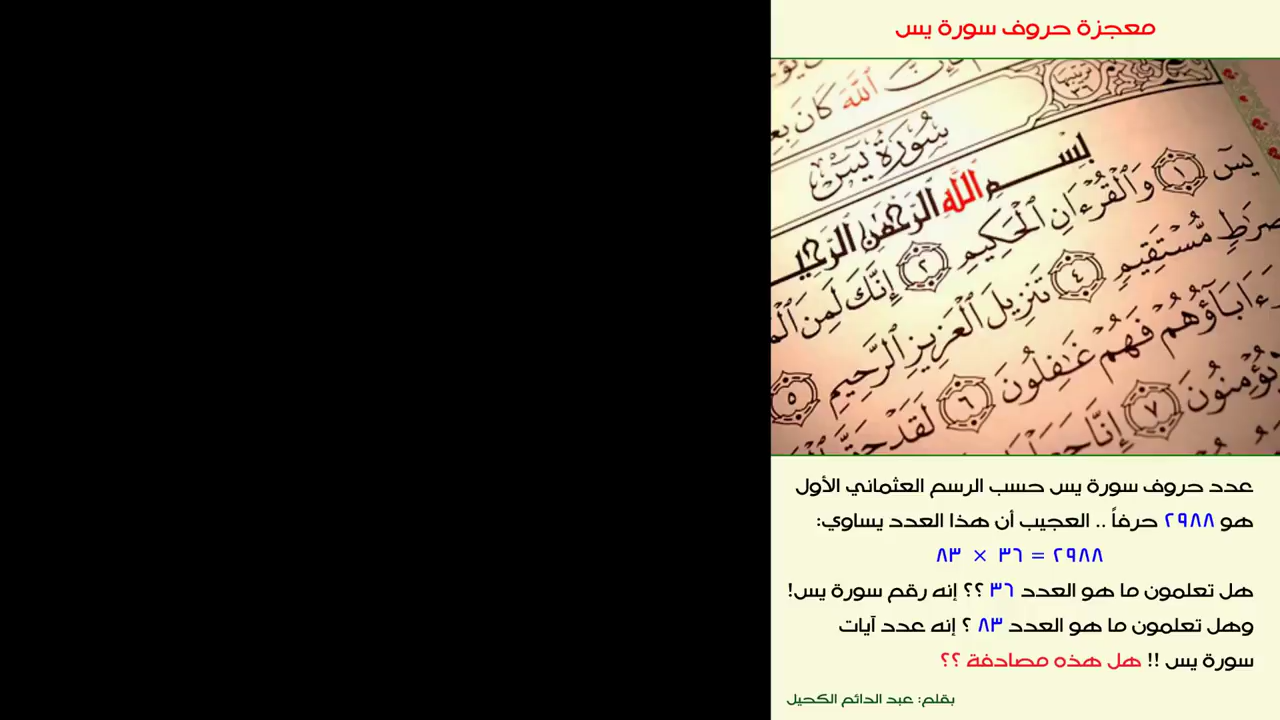 معجزة حروف سورة يس
إِنَّ ٱللَّهَ كَانَ
سُورَةُ يسٓ
بِسْمِ ٱللَّهِ ٱلرَّحْمَٰنِ ٱلرَّحِيمِ
يسٓ ١ وَٱلْقُرْءَانِ ٱلْحَكِيمِ ٢ إِنَّكَ لَمِنَ
صِرَٰطٍ مُّسْتَقِيمٍ ٤ تَنزِيلَ ٱلْعَزِيزِ ٱلرَّحِيمِ ٥
ءَابَآؤُهُمْ فَهُمْ غَٰفِلُونَ ٦ لَقَدْ حَقَّ
يُؤْمِنُونَ ٧ إِنَّا جَعَلْنَا
عدد حروف سورة يس حسب الرسم العثماني الأول
هو ٢٩٨٨ حرفاً .. العجيب أن هذا العدد يساوي:
٢٩٨٨ = ٣٦ × ٨٣
هل تعلمون ما هو العدد ٣٦ ؟؟ إنه رقم سورة يس!
وهل تعلمون ما هو العدد ٨٣ ؟ إنه عدد آيات
سورة يس !! هل هذه مصادفة ؟؟
بقلم: عبد الدائم الكحيل